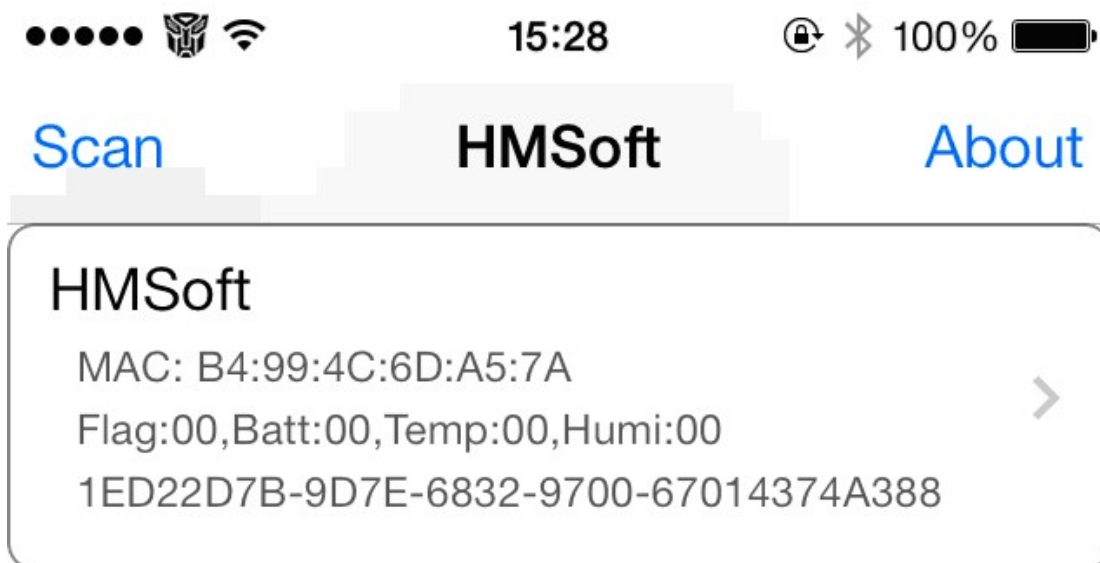 15:28
100%
Scan
HMSoft
About
HMSoft
MAC: B4:99:4C:6D:A5:7A
Flag:00,Batt:00,Temp:00,Humi:00
1ED22D7B-9D7E-6832-9700-67014374A388